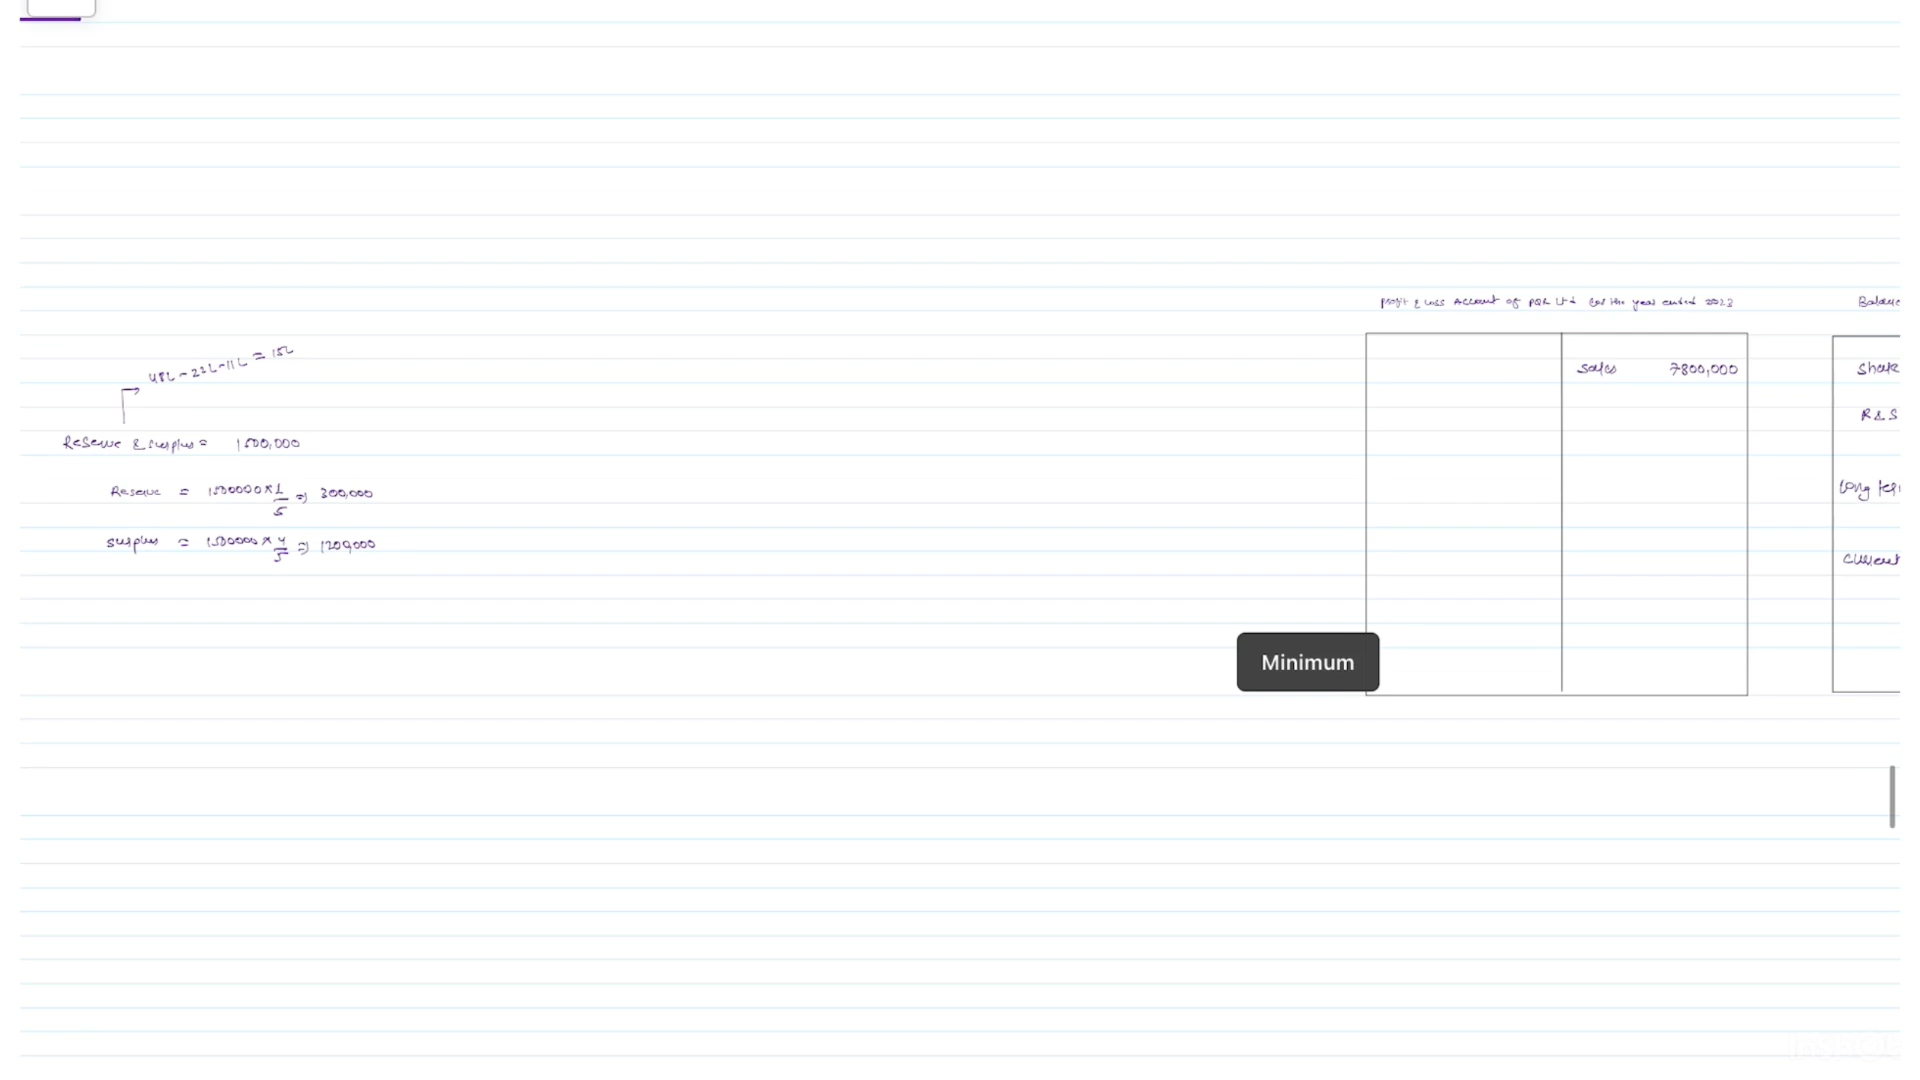 Profit & Loss Account of PQR Ltd for the year ended 2023
Balance
48L - 22L - 11L = 15L
Sales 7800,000
Share
R & S
Reserve & surplus = 1500,000
Reserve = 1500000 × 1/5 => 300,000
Long ter
surplus = 1500000 × 4/5 => 1200,000
Current
Minimum